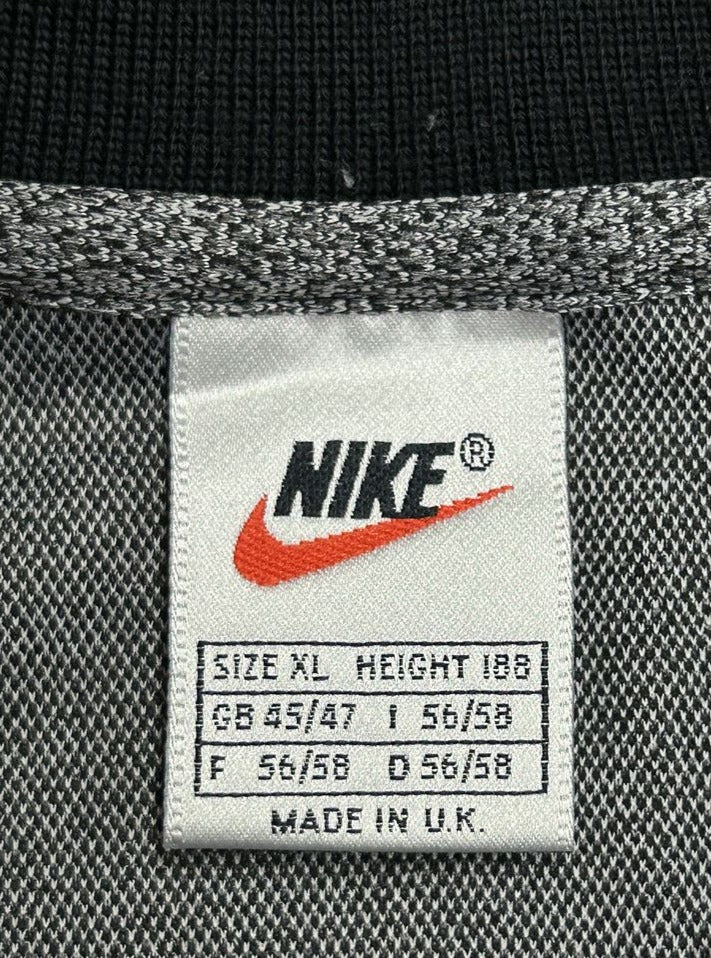 NIKE®
SIZE XL HEIGHT 188
GB 45/47 I 56/58
F 56/58 D 56/58
MADE IN U.K.